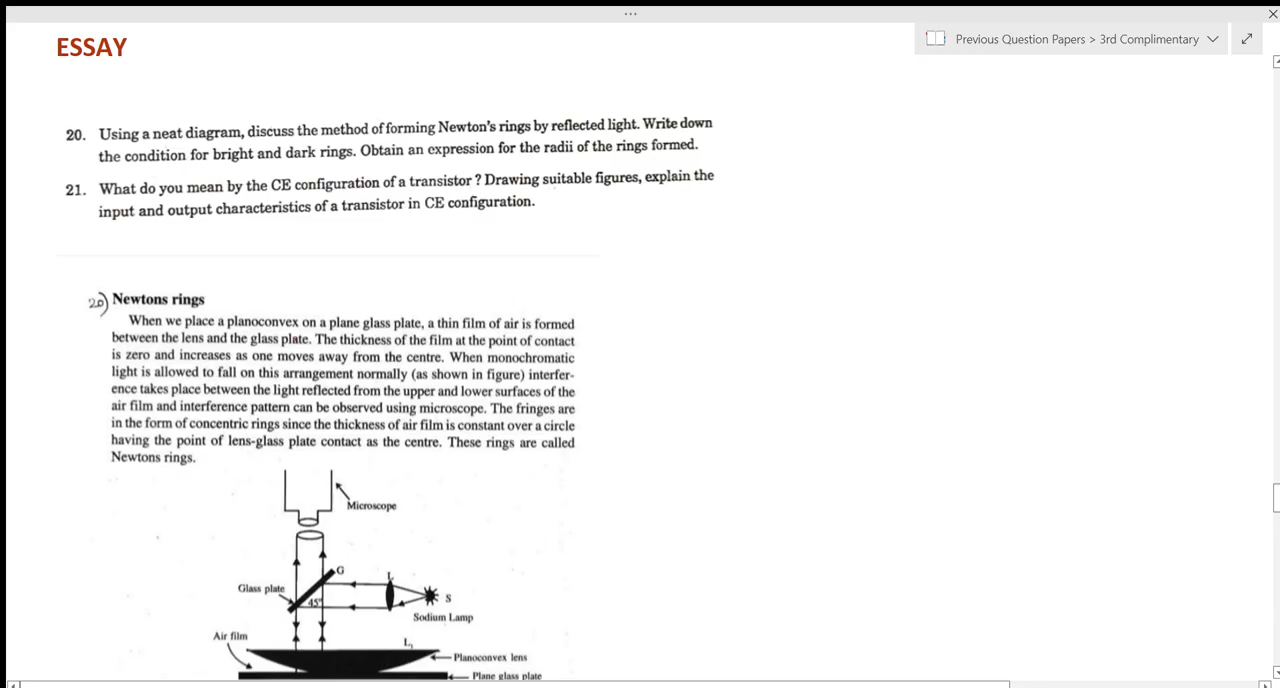 ...
ESSAY
Previous Question Papers > 3rd Complimentary
20. Using a neat diagram, discuss the method of forming Newton's rings by reflected light. Write down
the condition for bright and dark rings. Obtain an expression for the radii of the rings formed.
21. What do you mean by the CE configuration of a transistor ? Drawing suitable figures, explain the
input and output characteristics of a transistor in CE configuration.
20) Newtons rings
When we place a planoconvex on a plane glass plate, a thin film of air is formed
between the lens and the glass plate. The thickness of the film at the point of contact
is zero and increases as one moves away from the centre. When monochromatic
light is allowed to fall on this arrangement normally (as shown in figure) interfer-
ence takes place between the light reflected from the upper and lower surfaces of the
air film and interference pattern can be observed using microscope. The fringes are
in the form of concentric rings since the thickness of air film is constant over a circle
having the point of lens-glass plate contact as the centre. These rings are called
Newtons rings.
Microscope
G
L
Glass plate
45°
S
Sodium Lamp
Air film
L₁
Planoconvex lens
Plane glass plate